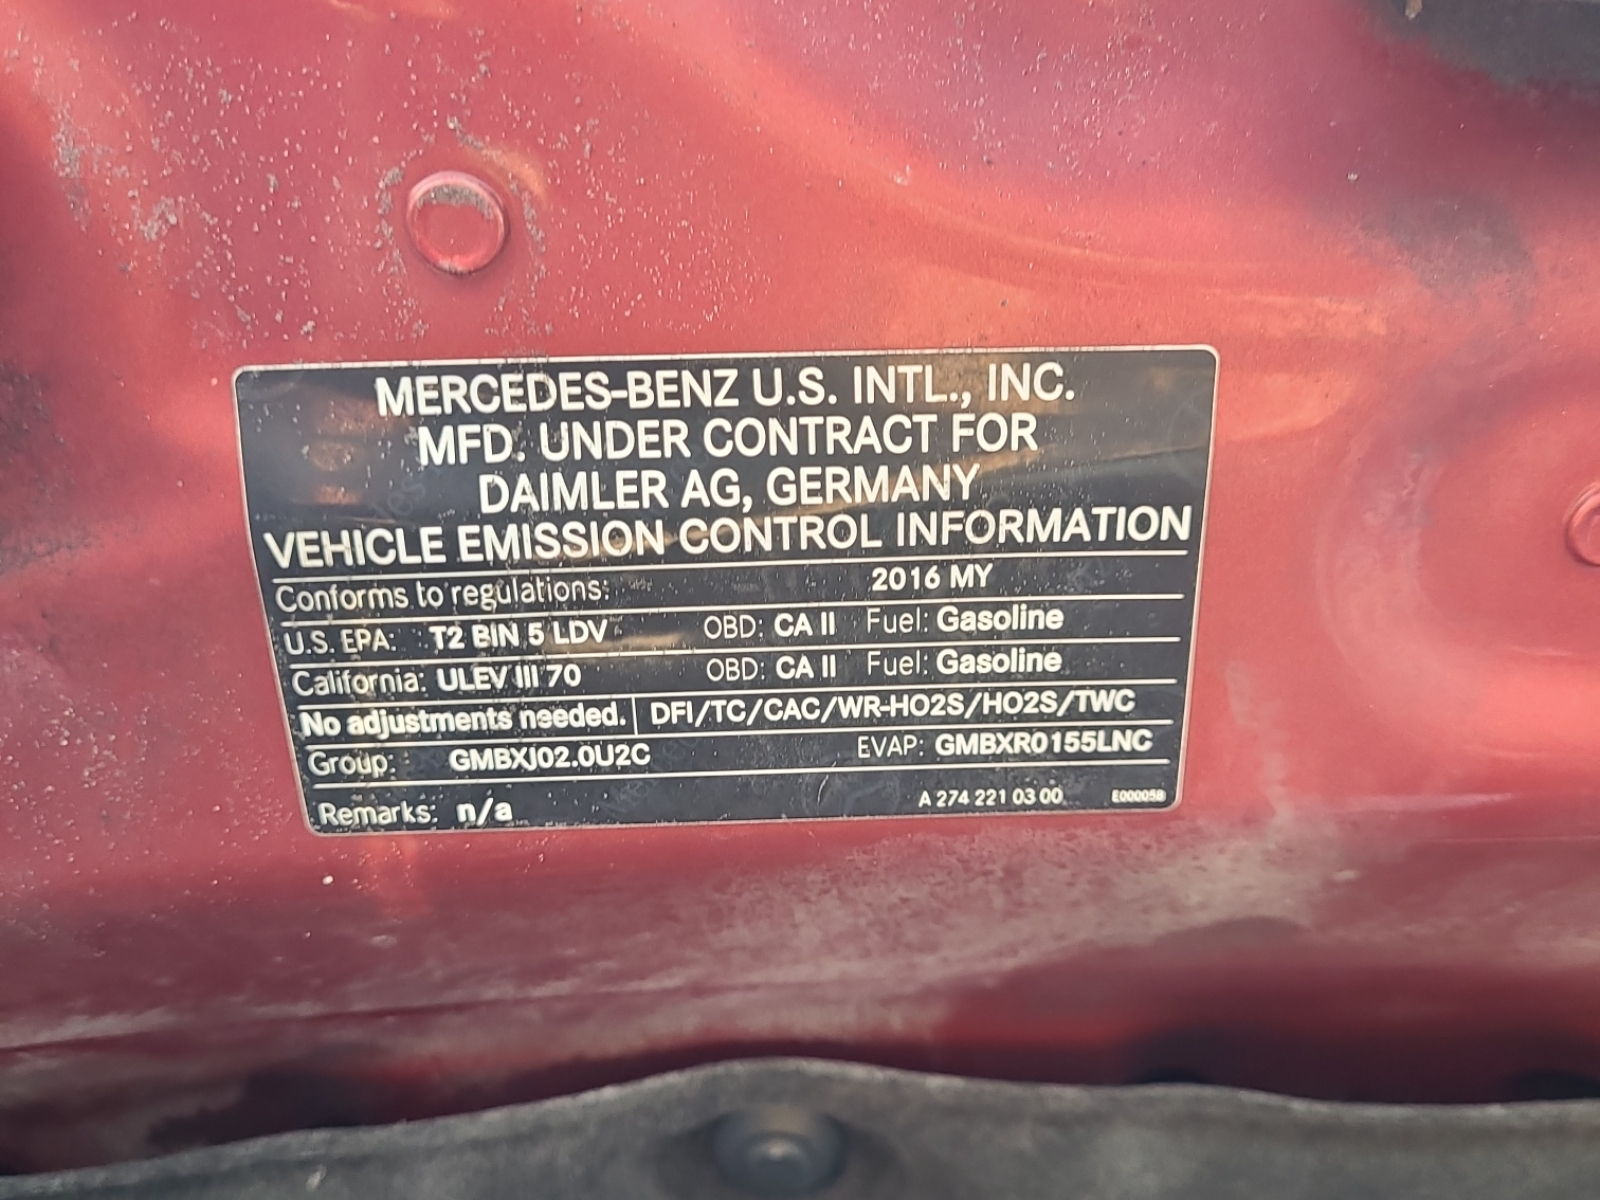 MERCEDES-BENZ U.S. INTL., INC.
MFD. UNDER CONTRACT FOR
DAIMLER AG, GERMANY
VEHICLE EMISSION CONTROL INFORMATION
Conforms to regulations: 2016 MY
U.S. EPA: T2 BIN 5 LDV OBD: CA II Fuel: Gasoline
California: ULEV III 70 OBD: CA II Fuel: Gasoline
No adjustments needed. DFI/TC/CAC/WR-HO2S/HO2S/TWC
Group: GMBXJ02.0U2C EVAP: GMBXR0155LNC
Remarks: n/a A 274 221 03 00 E000058